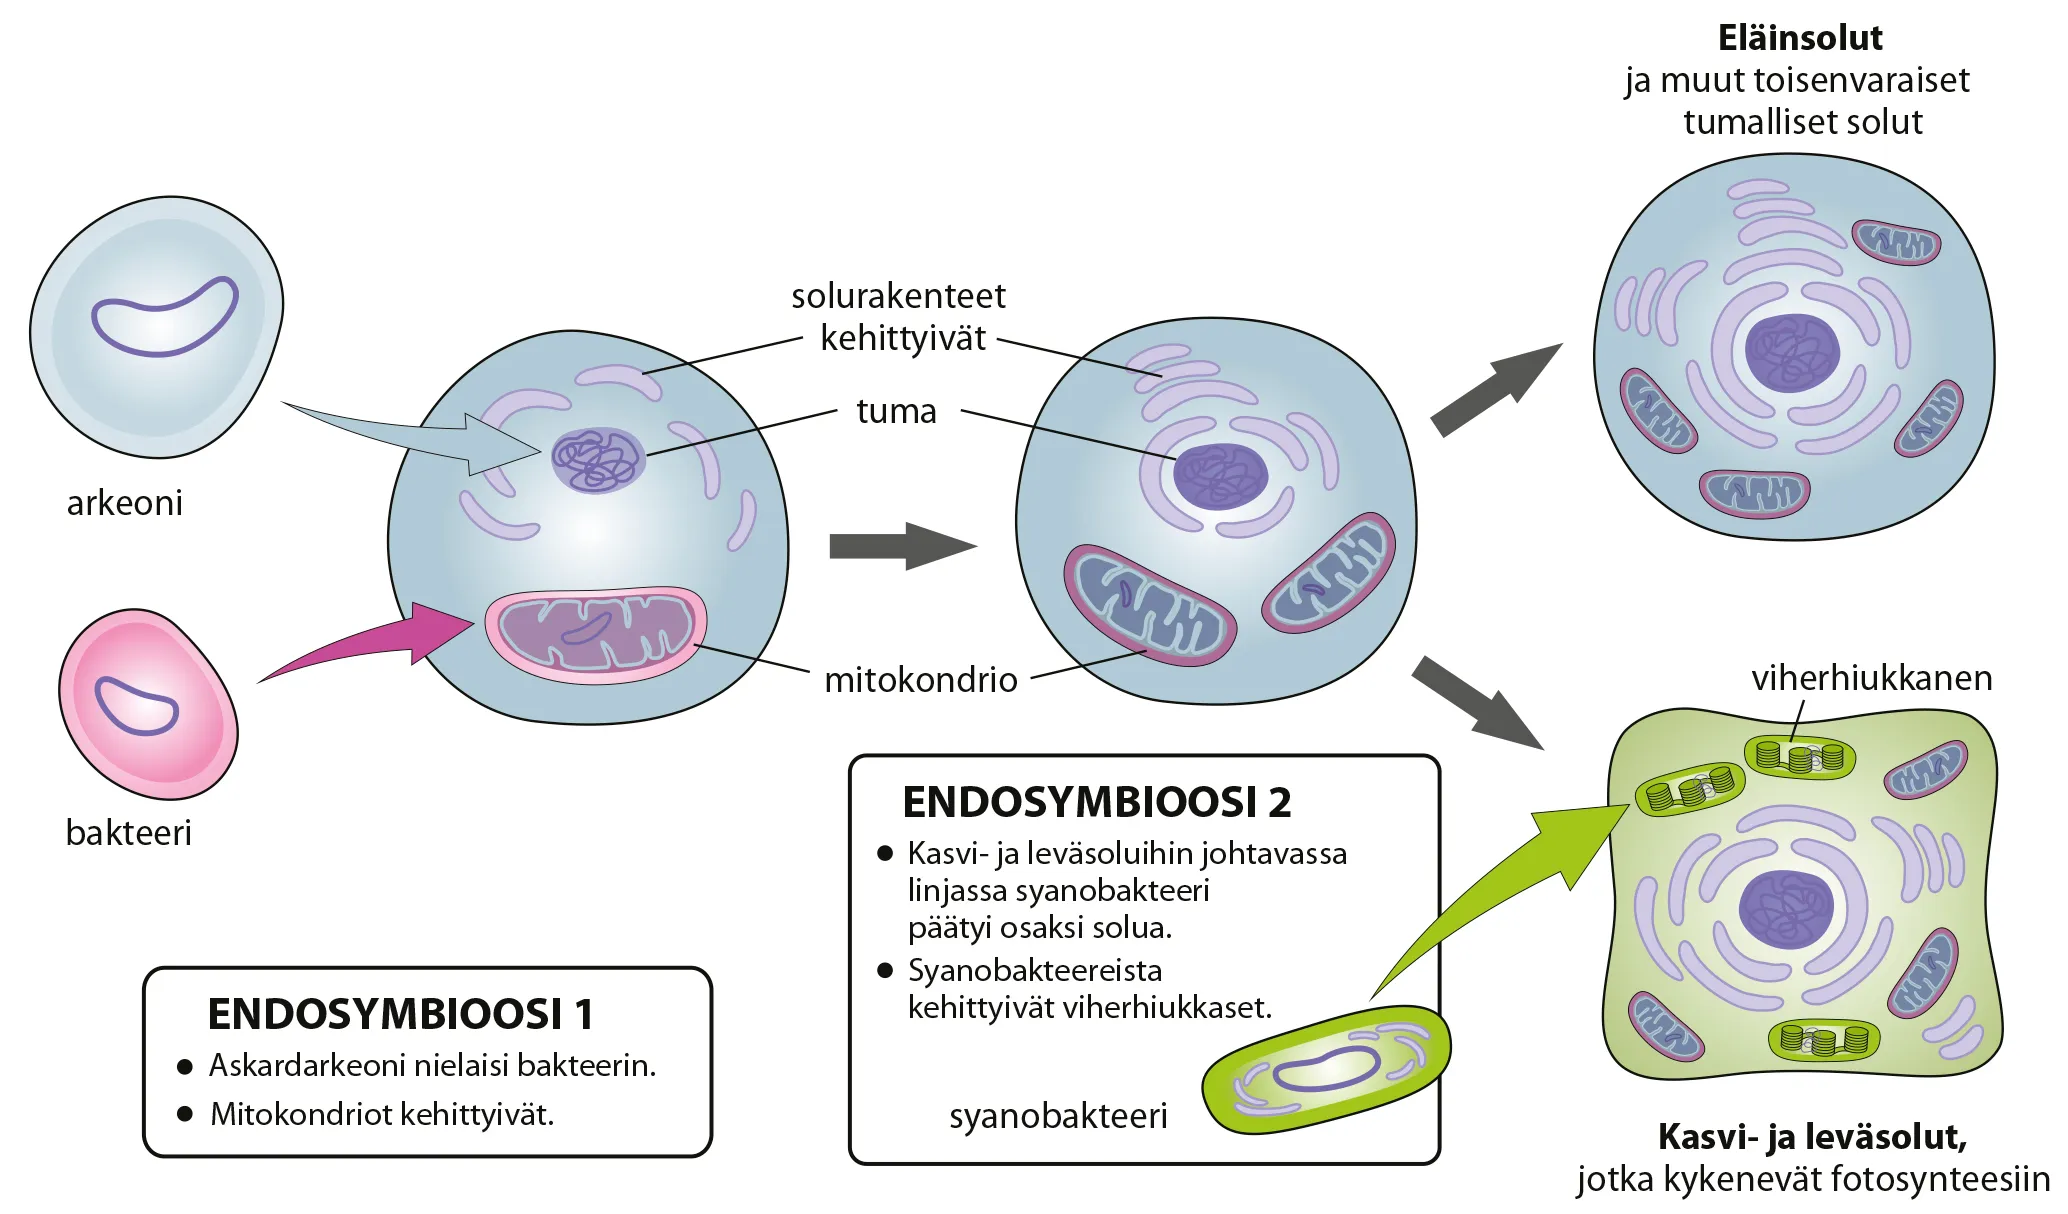 Eläinsolut
ja muut toisenvaraiset
tumalliset solut
solurakenteet
kehittyivät
tuma
arkeoni
mitokondrio
viherhiukkanen
bakteeri
ENDOSYMBIOOSI 1
● Askardarkeoni nielaisi bakteerin.
● Mitokondriot kehittyivät.
ENDOSYMBIOOSI 2
● Kasvi- ja leväsoluihin johtavassa
linjassa syanobakteeri
päätyi osaksi solua.
● Syanobakteereista
kehittyivät viherhiukkaset.
syanobakteeri
Kasvi- ja leväsolut,
jotka kykenevät fotosynteesiin